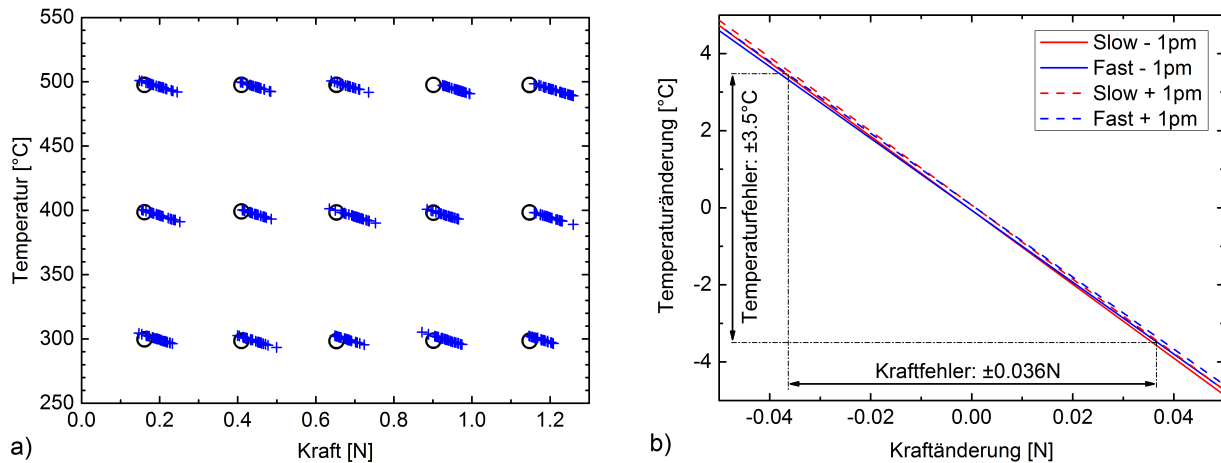 550
500
450
400
350
300
250
Temperatur [°C]
0.0 0.2 0.4 0.6 0.8 1.0 1.2
Kraft [N]
a)
4
2
0
-2
-4
Temperaturänderung [°C]
Slow - 1pm
Fast - 1pm
Slow + 1pm
Fast + 1pm
Temperaturfehler: ±3.5°C
Kraftfehler: ±0.036N
-0.04 -0.02 0.00 0.02 0.04
Kraftänderung [N]
b)